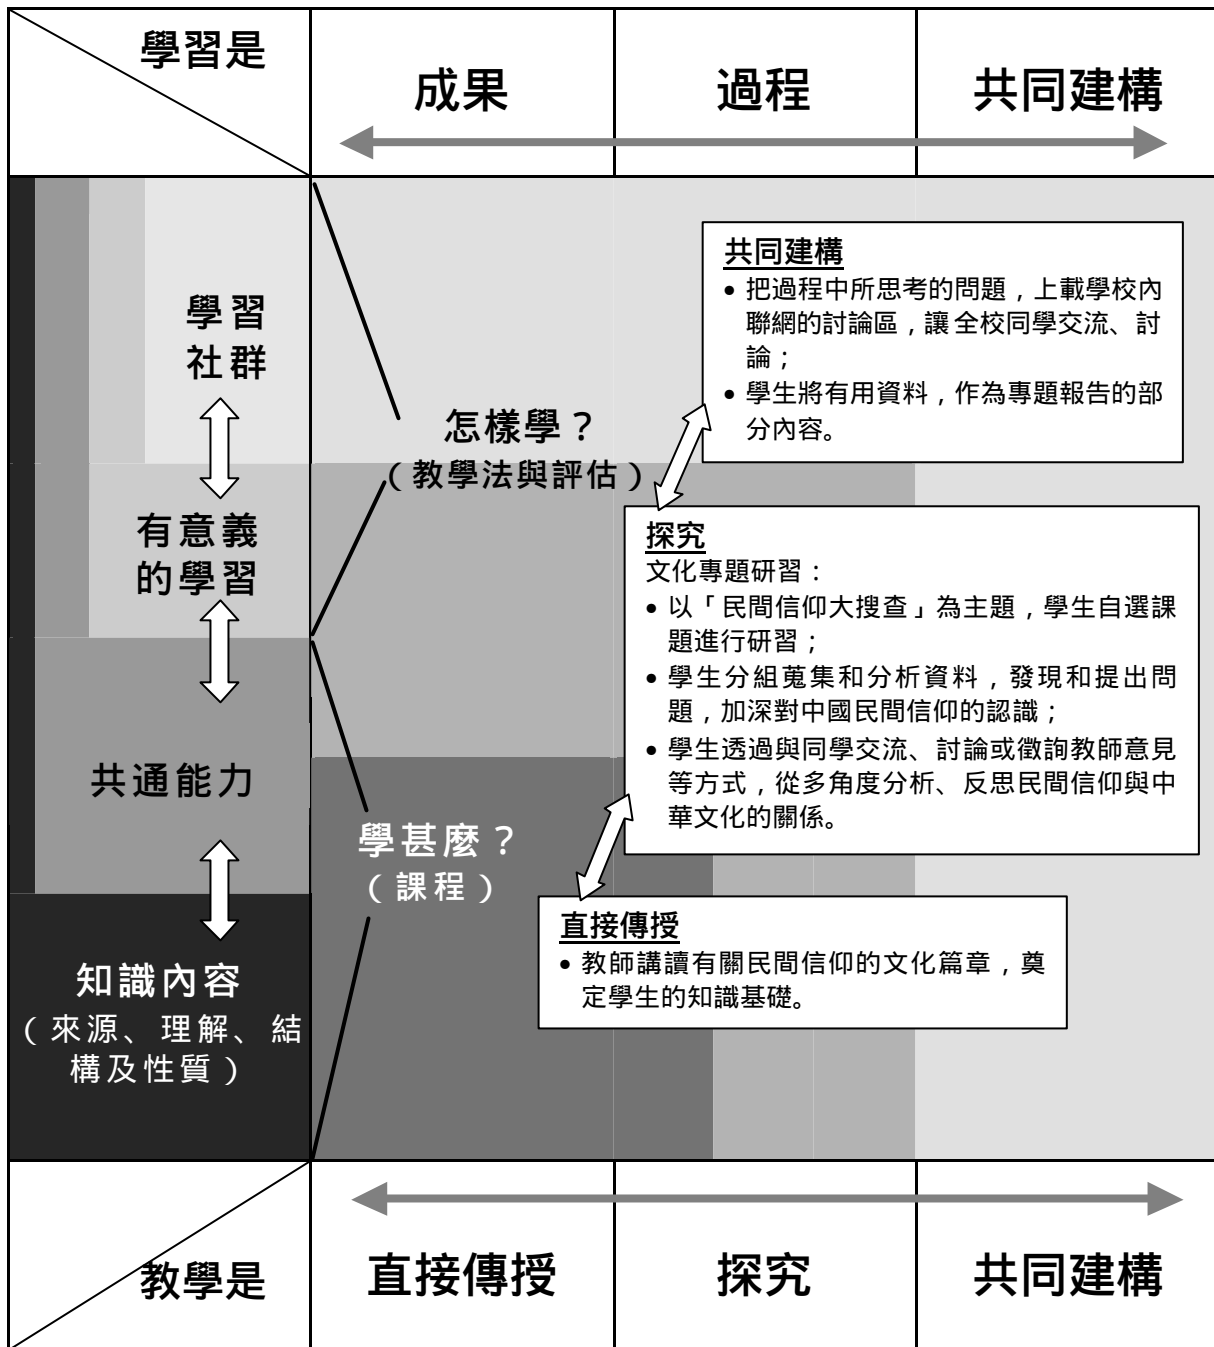 學習是
成果
過程
共同建構
共同建構
• 把過程中所思考的問題，上載學校內
聯網的討論區，讓全校同學交流、討
論；
• 學生將有用資料，作為專題報告的部
分內容。
學習
社群
怎樣學？
（教學法與評估）
有意義
的學習
探究
文化專題研習：
• 以「民間信仰大搜查」為主題，學生自選課
題進行研習；
• 學生分組蒐集和分析資料，發現和提出問
題，加深對中國民間信仰的認識；
• 學生透過與同學交流、討論或徵詢教師意見
等方式，從多角度分析、反思民間信仰與中
華文化的關係。
共通能力
學甚麼？
（課程）
直接傳授
• 教師講讀有關民間信仰的文化篇章，奠
定學生的知識基礎。
知識內容
（來源、理解、結
構及性質）
教學是
直接傳授
探究
共同建構